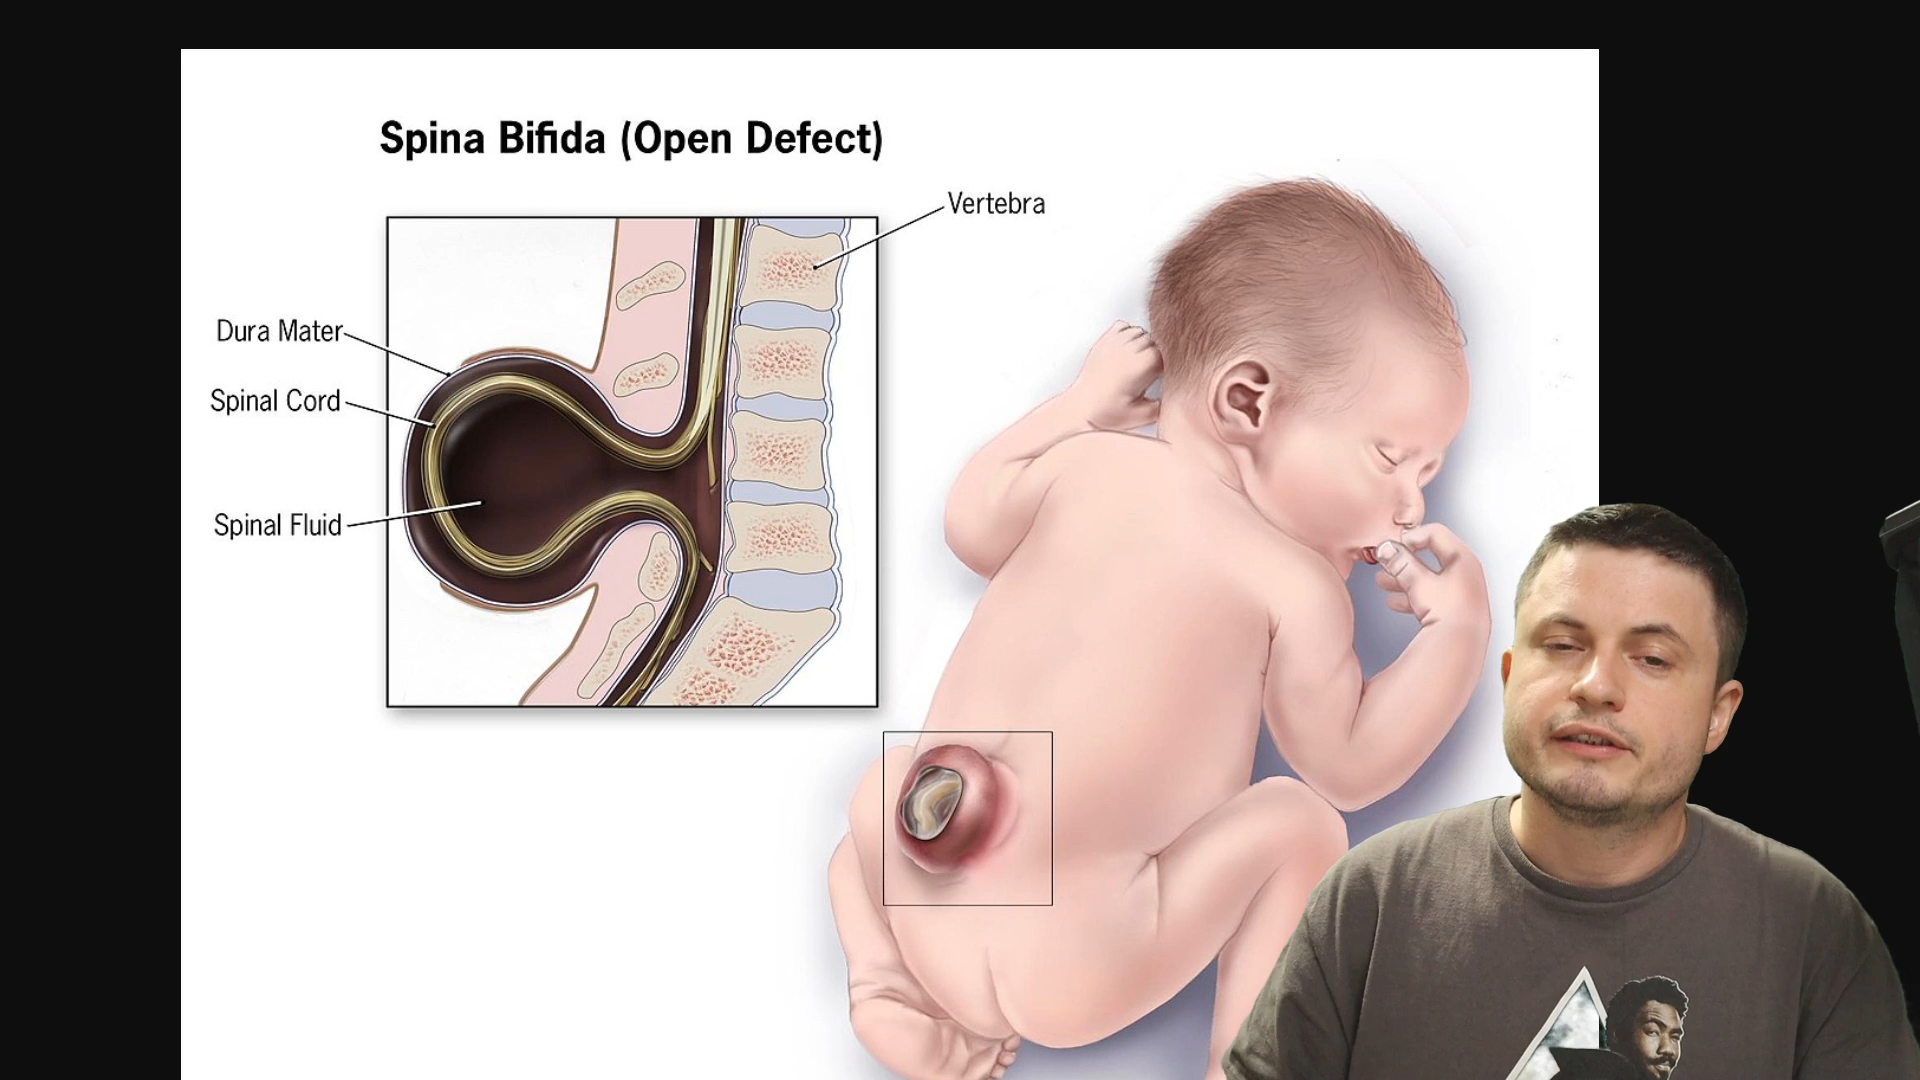 Spina Bifida (Open Defect)
Vertebra
Dura Mater
Spinal Cord
Spinal Fluid